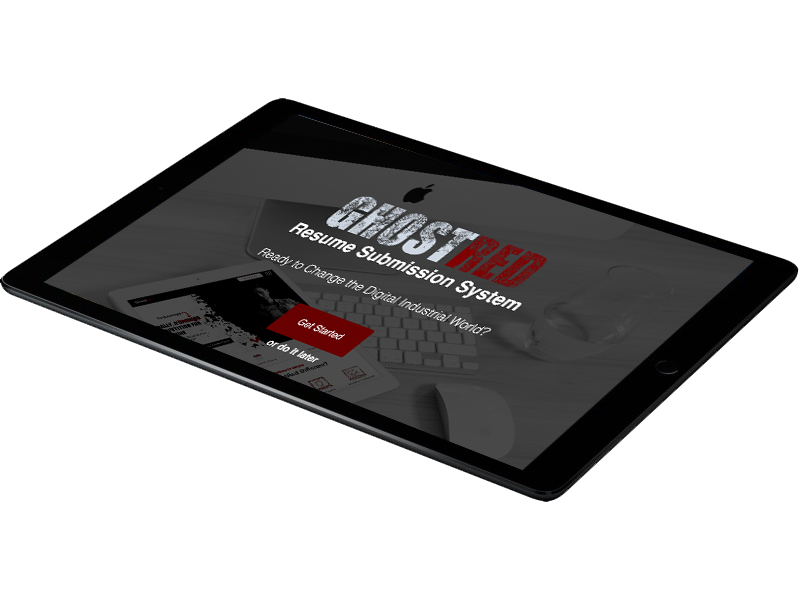 GHOSTRED
Resume Submission System
Ready to Change the Digital Industrial World?
Get Started
or do it later